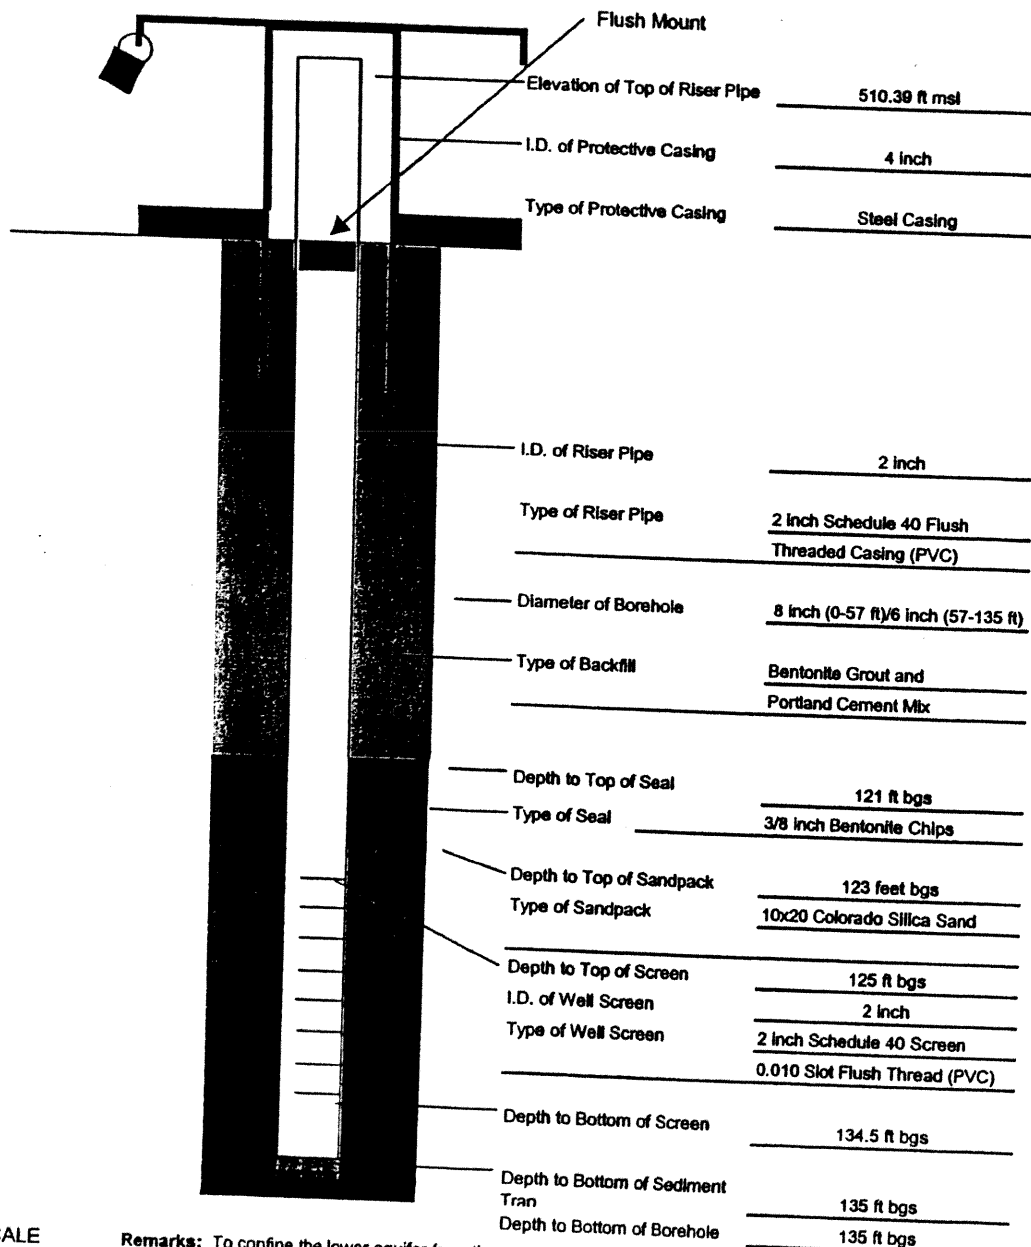 Flush Mount
Elevation of Top of Riser Pipe 510.39 ft msl
I.D. of Protective Casing 4 inch
Type of Protective Casing Steel Casing
I.D. of Riser Pipe 2 inch
Type of Riser Pipe 2 inch Schedule 40 Flush
Threaded Casing (PVC)
Diameter of Borehole 8 inch (0-57 ft)/6 inch (57-135 ft)
Type of Backfill Bentonite Grout and
Portland Cement Mix
Depth to Top of Seal 121 ft bgs
Type of Seal 3/8 inch Bentonite Chips
Depth to Top of Sandpack 123 feet bgs
Type of Sandpack 10x20 Colorado Silica Sand
Depth to Top of Screen 125 ft bgs
I.D. of Well Screen 2 inch
Type of Well Screen 2 inch Schedule 40 Screen
0.010 Slot Flush Thread (PVC)
Depth to Bottom of Screen 134.5 ft bgs
Depth to Bottom of Sediment
Tran 135 ft bgs
Depth to Bottom of Borehole 135 ft bgs
CALE
Remarks: To confine the lower aquifer